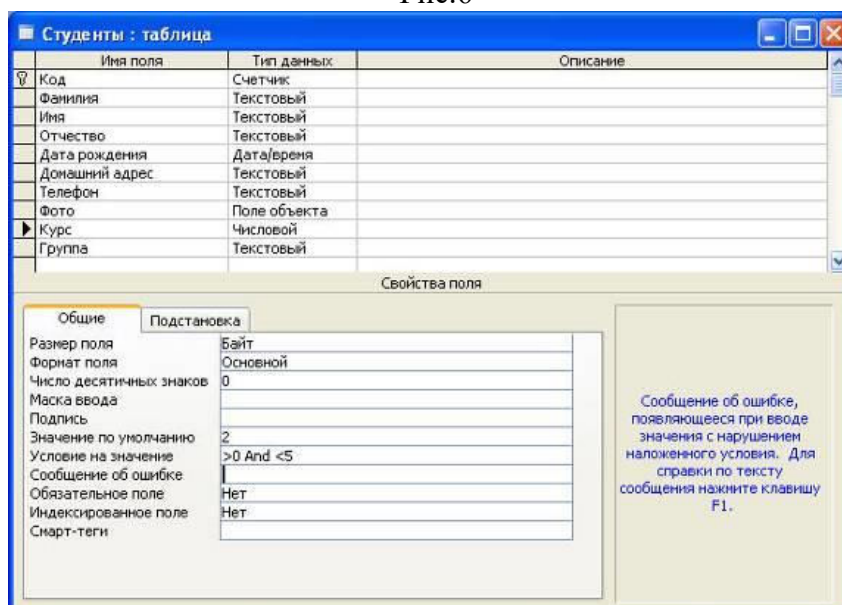 Рис.6
Студенты : таблица
Имя поля Тип данных Описание
Код Счетчик
Фамилия Текстовый
Имя Текстовый
Отчество Текстовый
Дата рождения Дата/время
Домашний адрес Текстовый
Телефон Текстовый
Фото Поле объекта
Курс Числовой
Группа Текстовый
Свойства поля
Общие Подстановка
Размер поля Байт
Формат поля Основной
Число десятичных знаков 0
Маска ввода
Подпись
Значение по умолчанию 2
Условие на значение >0 And <5
Сообщение об ошибке
Обязательное поле Нет
Индексированное поле Нет
Смарт-теги
Сообщение об ошибке,
появляющееся при вводе
значения с нарушением
наложенного условия. Для
справки по тексту
сообщения нажмите клавишу
F1.